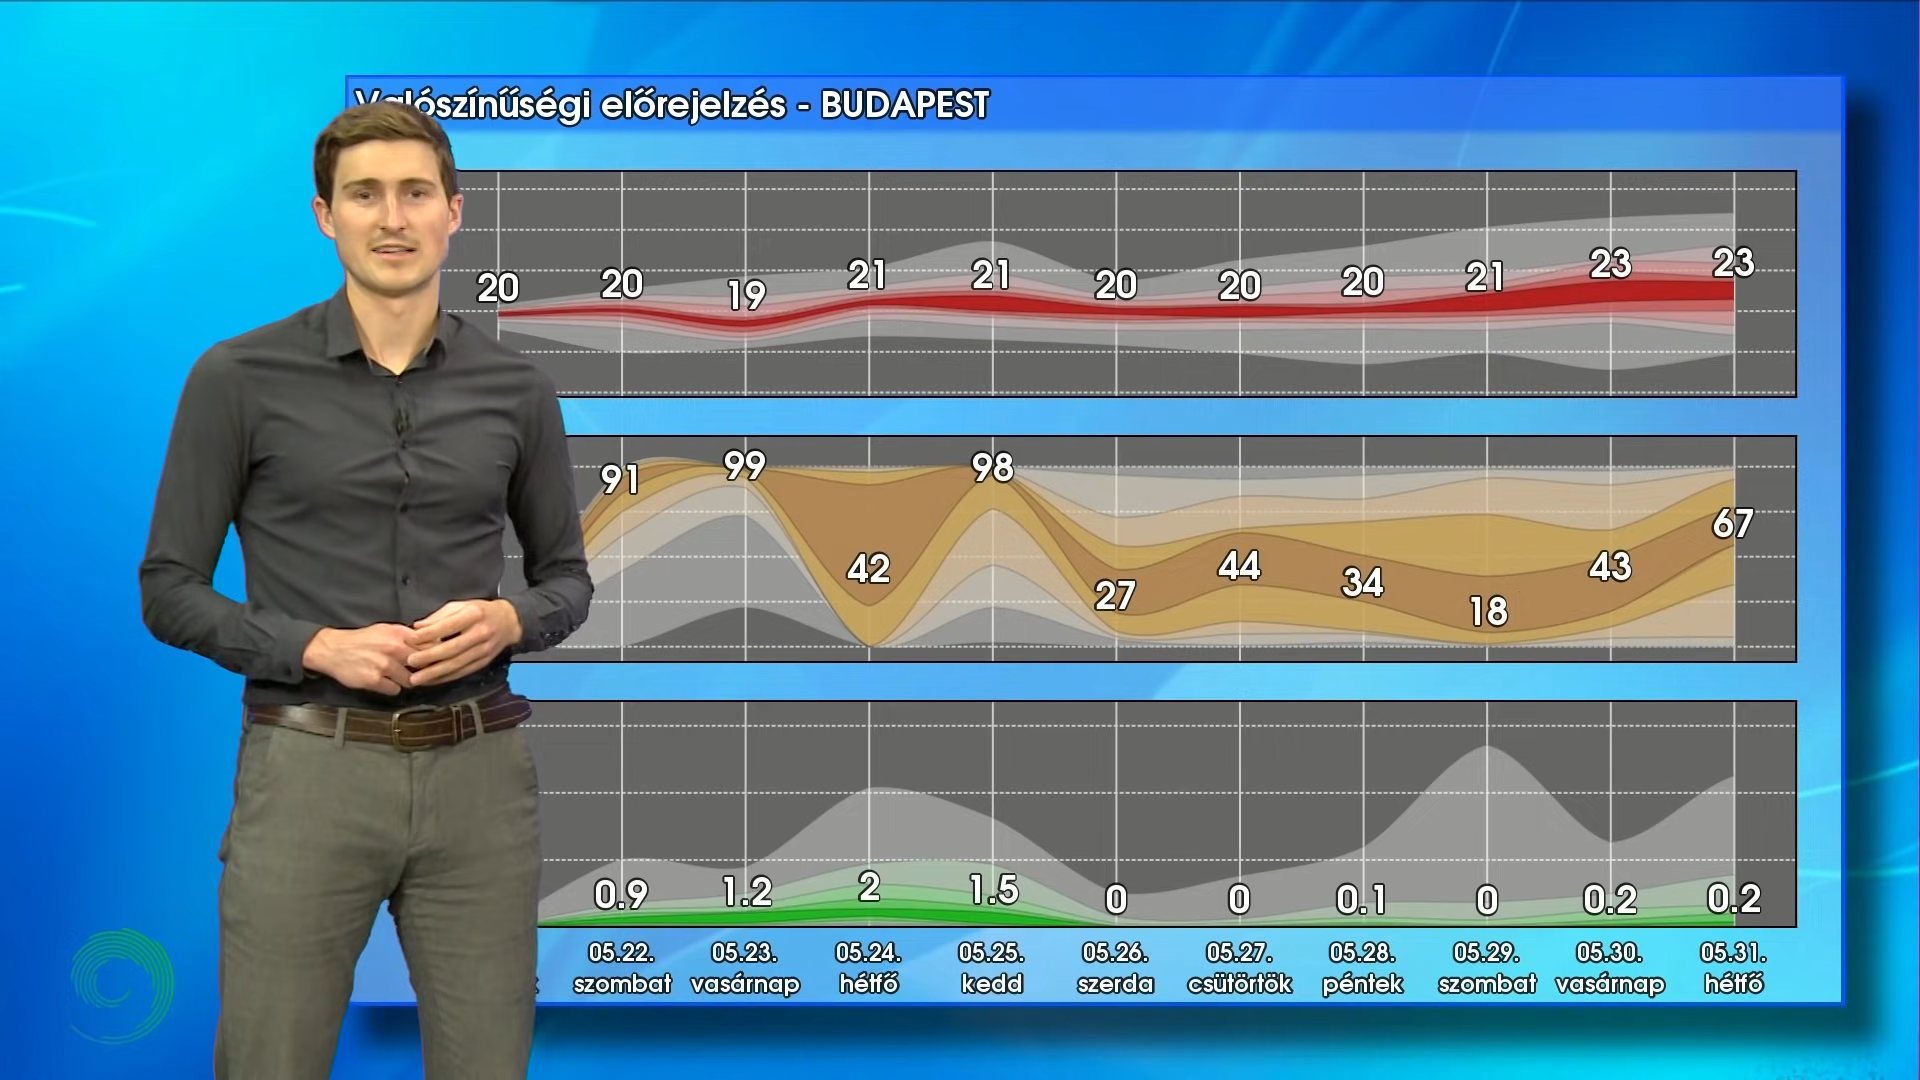 Valószínűségi előrejelzés - BUDAPEST
20 20 19 21 21 20 20 20 21 23 23
91 99 42 98 27 44 34 18 43 67
0.9 1.2 2 1.5 0 0 0.1 0 0.2 0.2
05.22. 05.23. 05.24. 05.25. 05.26. 05.27. 05.28. 05.29. 05.30. 05.31.
szombat vasárnap hétfő kedd szerda csütörtök péntek szombat vasárnap hétfő